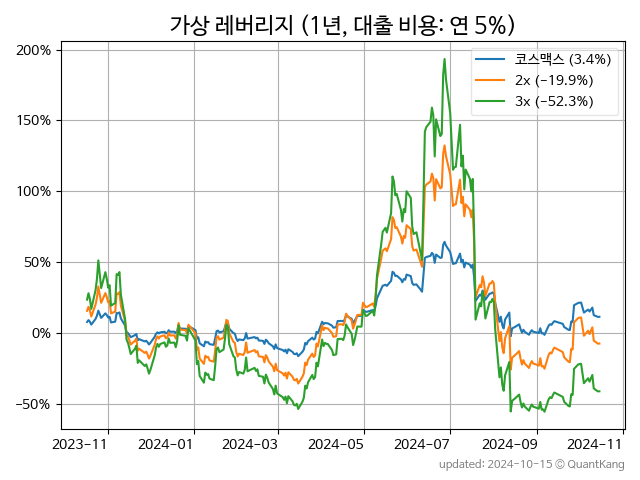 가상 레버리지 (1년, 대출 비용: 연 5%)
200%
150%
100%
50%
0%
−50%
코스맥스 (3.4%)
2x (−19.9%)
3x (−52.3%)
2023-11
2024-01
2024-03
2024-05
2024-07
2024-09
2024-11
updated: 2024-10-15 © QuantKang